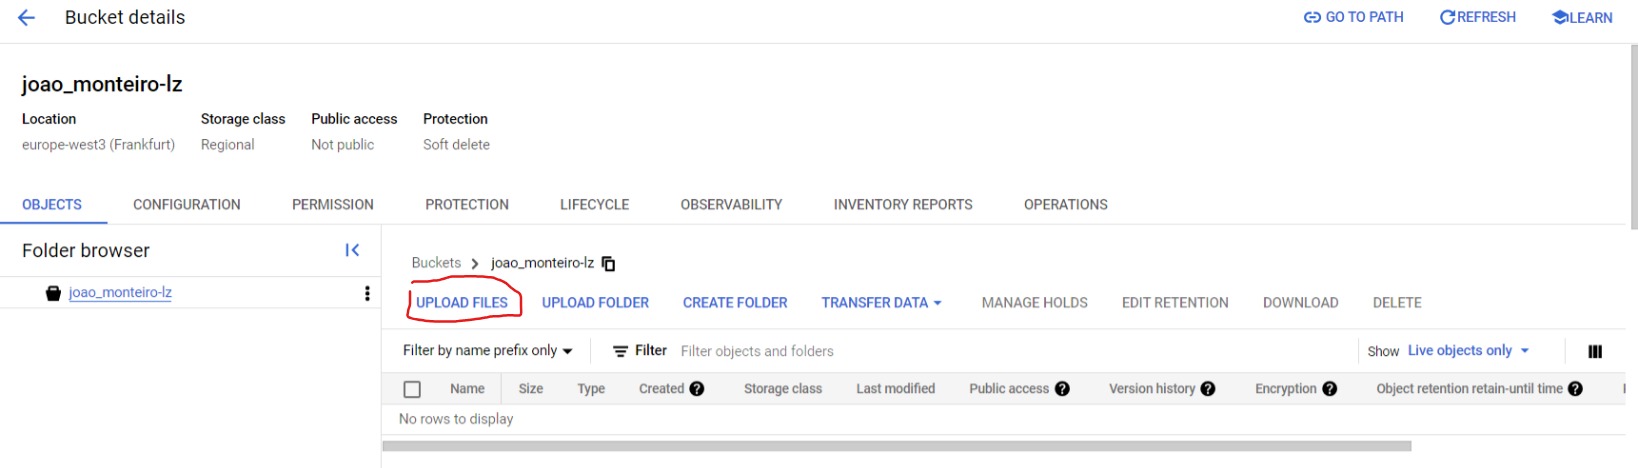 Bucket details GO TO PATH REFRESH LEARN
joao_monteiro-lz
Location Storage class Public access Protection
europe-west3 (Frankfurt) Regional Not public Soft delete
OBJECTS CONFIGURATION PERMISSION PROTECTION LIFECYCLE OBSERVABILITY INVENTORY REPORTS OPERATIONS
Folder browser
joao_monteiro-lz
Buckets > joao_monteiro-lz
UPLOAD FILES UPLOAD FOLDER CREATE FOLDER TRANSFER DATA MANAGE HOLDS EDIT RETENTION DOWNLOAD DELETE
Filter by name prefix only Filter Filter objects and folders Show Live objects only
Name Size Type Created ? Storage class Last modified Public access ? Version history ? Encryption ? Object retention retain-until time ?
No rows to display